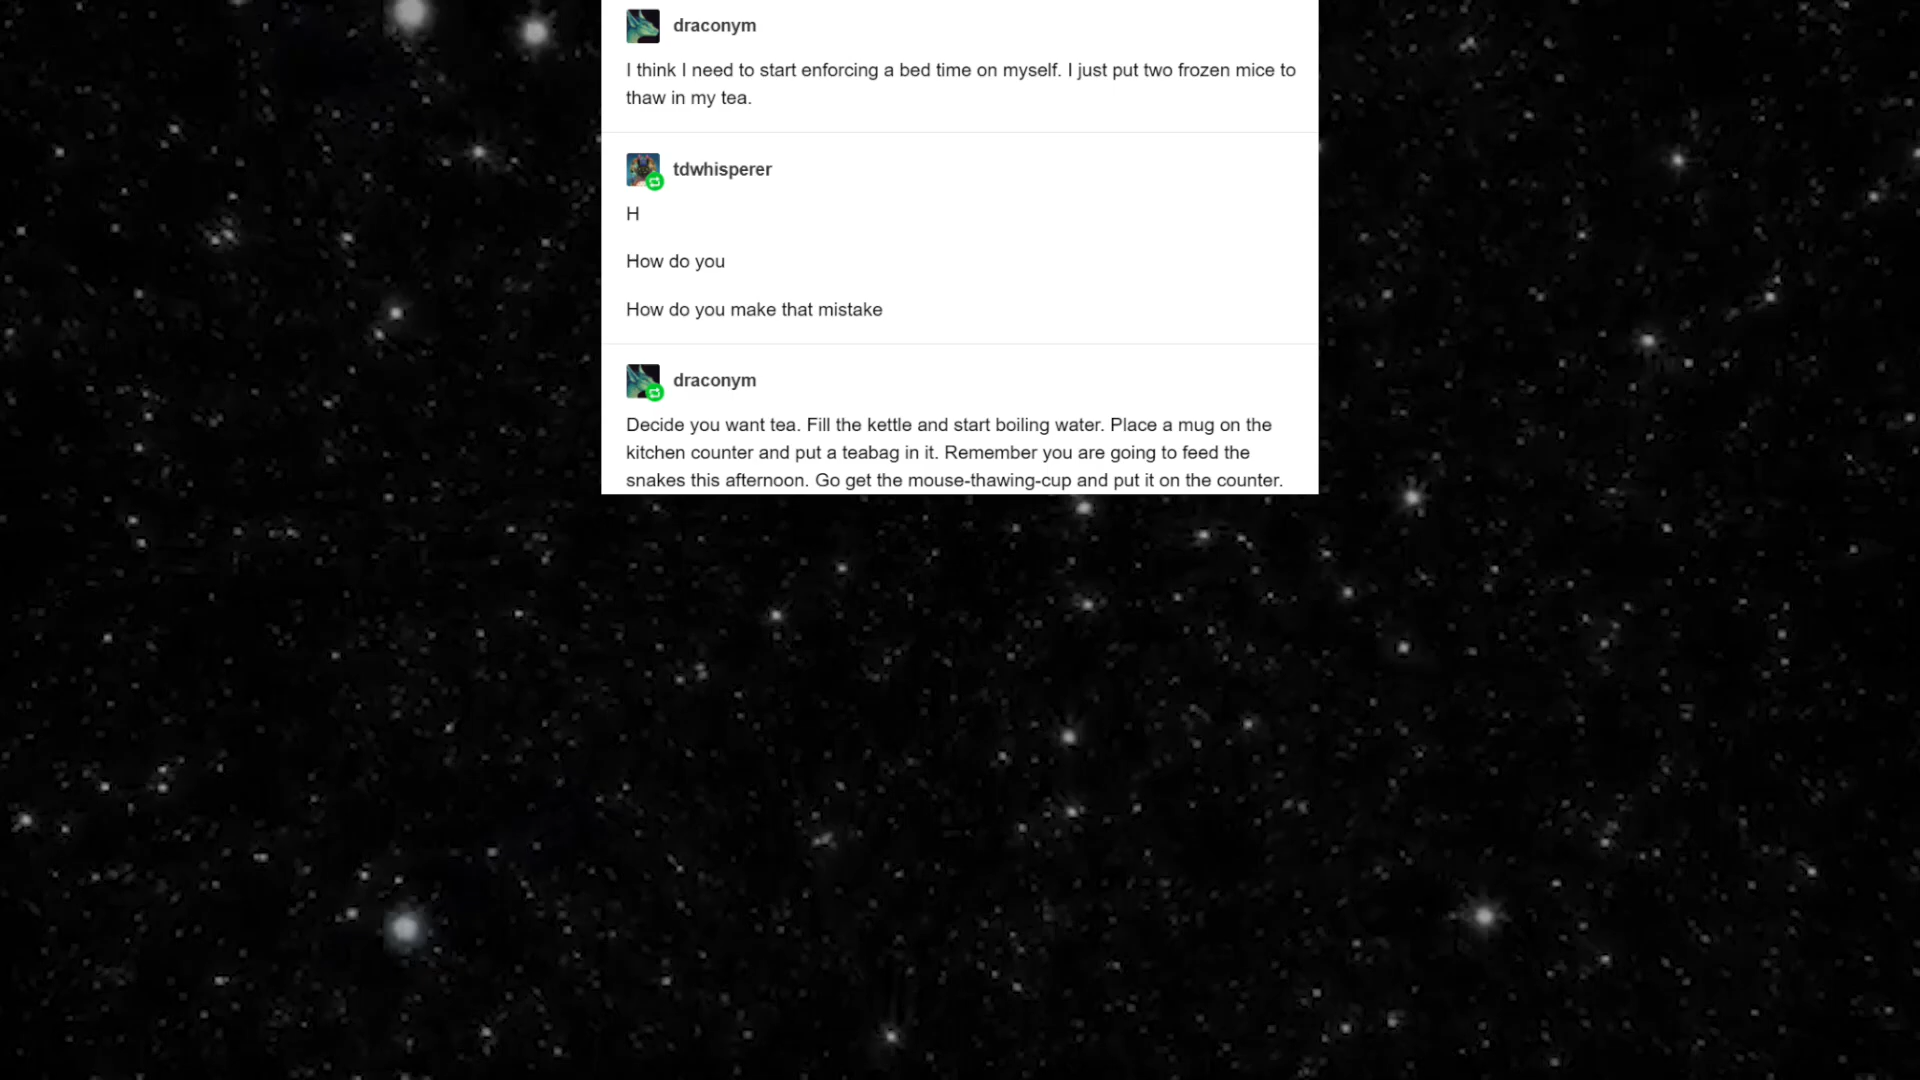 draconym
I think I need to start enforcing a bed time on myself. I just put two frozen mice to
thaw in my tea.
tdwhisperer
H
How do you
How do you make that mistake
draconym
Decide you want tea. Fill the kettle and start boiling water. Place a mug on the
kitchen counter and put a teabag in it. Remember you are going to feed the
snakes this afternoon. Go get the mouse-thawing-cup and put it on the counter.